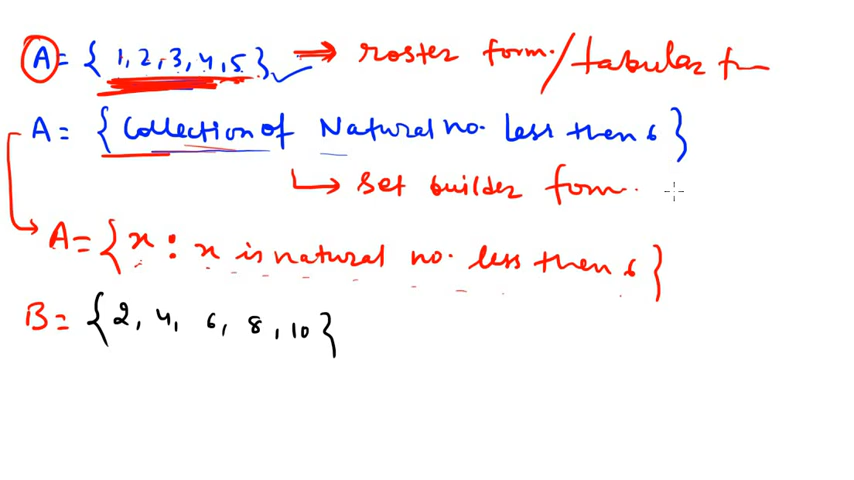 A = { 1, 2, 3, 4, 5 } → roster form / tabular
A = { Collection of Natural no. less then 6 }
→ set builder form.
A = { x : x is natural no. less then 6 }
B = { 2, 4, 6, 8, 10 }